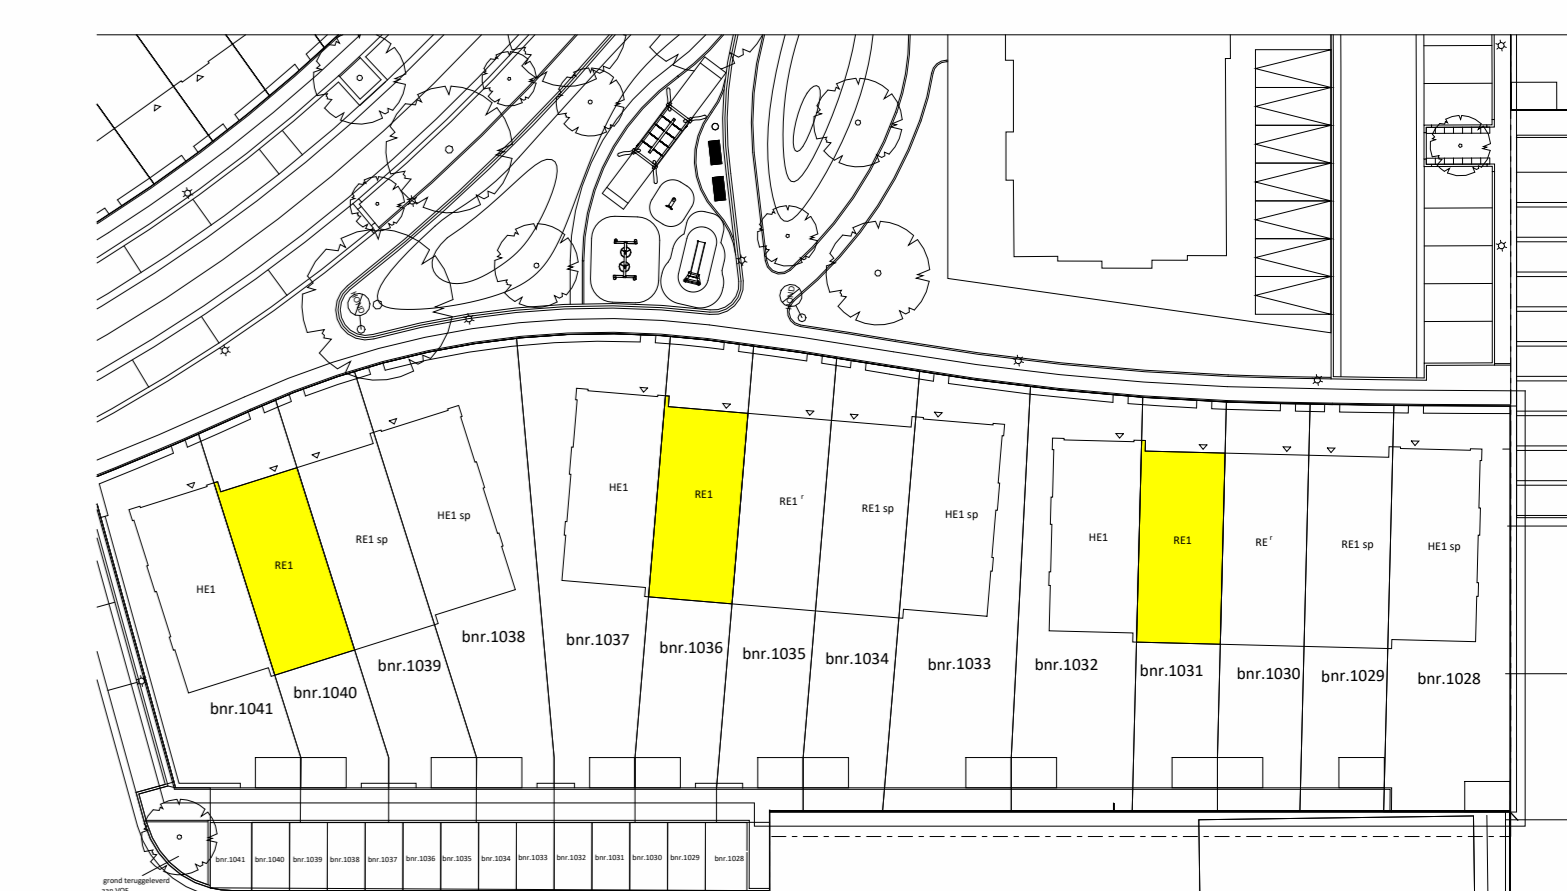 HOND
HOND
HE1
RE1
RE1 sp
HE1 sp
HE1
RE1
RE1 r
RE1 sp
HE1 sp
HE1
RE1
RE r
RE1 sp
HE1 sp
bnr.1041
bnr.1040
bnr.1039
bnr.1038
bnr.1037
bnr.1036
bnr.1035
bnr.1034
bnr.1033
bnr.1032
bnr.1031
bnr.1030
bnr.1029
bnr.1028
bnr.1041
bnr.1040
bnr.1039
bnr.1038
bnr.1037
bnr.1036
bnr.1035
bnr.1034
bnr.1033
bnr.1032
bnr.1031
bnr.1030
bnr.1029
bnr.1028
grond teruggeleverd
aan VOF